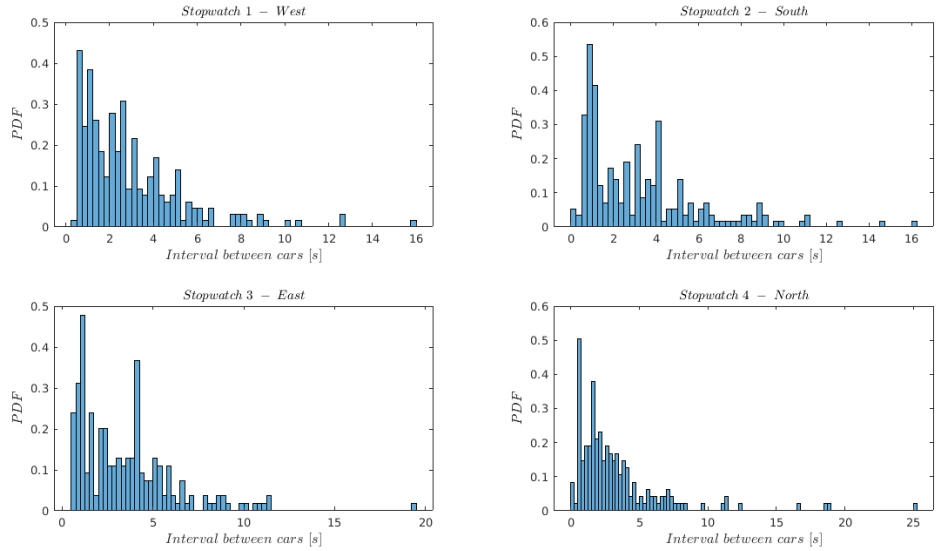 Stopwatch 1 − West
0.5
0.4
0.3
0.2
0.1
0
PDF
0 2 4 6 8 10 12 14 16
Interval between cars [s]
Stopwatch 2 − South
0.6
0.5
0.4
0.3
0.2
0.1
0
PDF
0 2 4 6 8 10 12 14 16
Interval between cars [s]
Stopwatch 3 − East
0.5
0.4
0.3
0.2
0.1
0
PDF
0 5 10 15 20
Interval between cars [s]
Stopwatch 4 − North
0.6
0.5
0.4
0.3
0.2
0.1
0
PDF
0 5 10 15 20 25
Interval between cars [s]